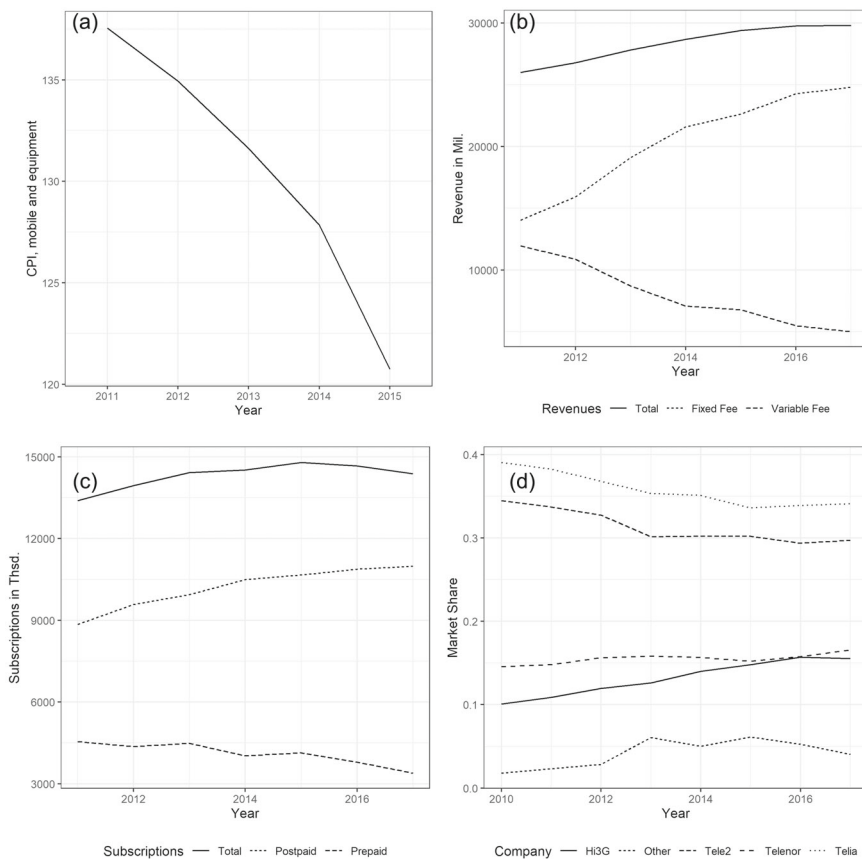 (a)
CPI, mobile and equipment
135
130
125
120
2011 2012 2013 2014 2015
Year
(b)
Revenue in Mil.
30000
20000
10000
2012 2014 2016
Year
Revenues Total Fixed Fee Variable Fee
(c)
Subscriptions in Thsd.
15000
12000
9000
6000
3000
2012 2014 2016
Year
Subscriptions Total Postpaid Prepaid
(d)
Market Share
0.4
0.3
0.2
0.1
0.0
2010 2012 2014 2016
Year
Company Hi3G Other Tele2 Telenor Telia